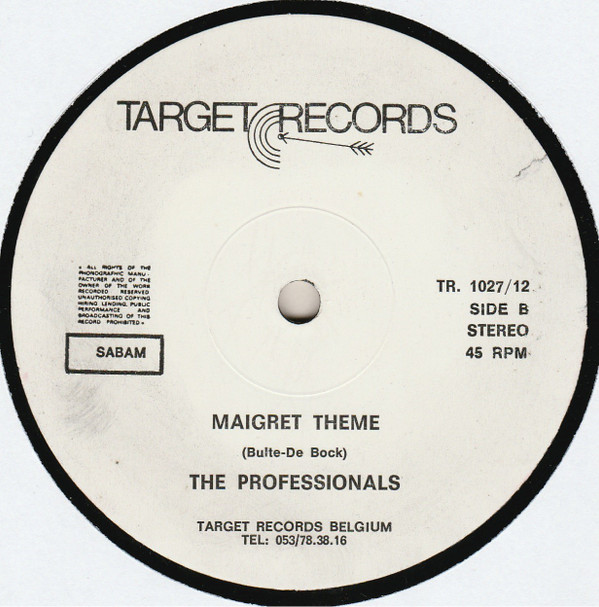 TARGET RECORDS
« ALL RIGHTS OF THE
PHONOGRAPHIC MANU-
FACTURER AND OF THE
OWNER OF THE WORK
RECORDED RESERVED
UNAUTHORISED COPYING
HIRING LENDING, PUBLIC
PERFORMANCE AND
BROADCASTING OF THIS
RECORD PROHIBITED »
SABAM
TR. 1027/12
SIDE B
STEREO
45 RPM
MAIGRET THEME
(Bulte-De Bock)
THE PROFESSIONALS
TARGET RECORDS BELGIUM
TEL: 053/78.38.16